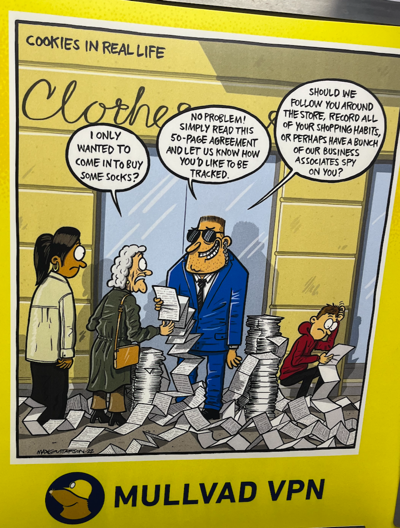 COOKIES IN REAL LIFE
Clothes
I ONLY
WANTED TO
COME IN TO BUY
SOME SOCKS?
NO PROBLEM!
SIMPLY READ THIS
50-PAGE AGREEMENT
AND LET US KNOW HOW
YOU'D LIKE TO BE
TRACKED.
SHOULD WE
FOLLOW YOU AROUND
THE STORE, RECORD ALL
OF YOUR SHOPPING HABITS,
OR PERHAPS HAVE A BUNCH
OF OUR BUSINESS
ASSOCIATES SPY
ON YOU?
MULLVAD VPN